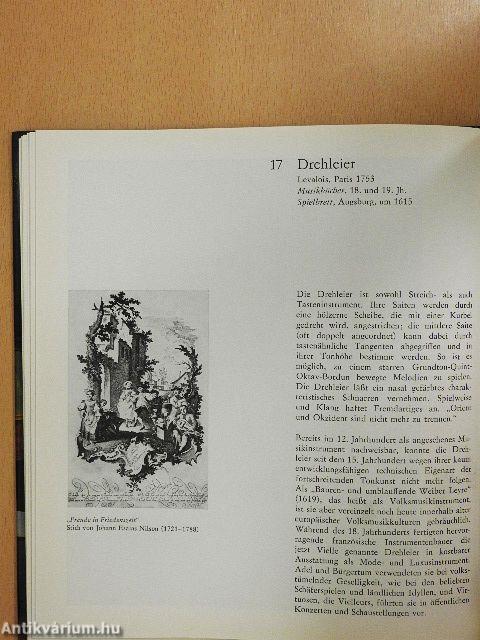 17 Drehleier
Levalois, Paris 1753
Musikbücher, 18. und 19. Jh.
Spielbrett, Augsburg, um 1615
Die Drehleier ist sowohl Streich- als auch
Tasteninstrument. Ihre Saiten werden durch
eine hölzerne Scheibe, die mit einer Kurbel
gedreht wird, angestrichen; die mittlere Saite
(oft doppelt angeordnet) kann dabei durch
tastenähnliche Tangenten abgegriffen und in
ihrer Tonhöhe bestimmt werden. So ist es
möglich, zu einem starren Grundton-Quint-
Oktav-Bordun bewegte Melodien zu spielen.
Die Drehleier läßt ein nasal gefärbtes charak-
teristisches Schnarren vernehmen. Spielweise
und Klang haftet Fremdartiges an. „Orient
und Okzident sind nicht mehr zu trennen."
Bereits im 12. Jahrhundert als angesehenes Mu-
sikinstrument nachweisbar, konnte die Dreh-
leier seit dem 15. Jahrhundert wegen ihrer kaum
entwicklungsfähigen technischen Eigenart der
fortschreitenden Tonkunst nicht mehr folgen.
Als „Bauren- und umblauffende Weiber Leyre"
(1619), das heißt als Volksmusikinstrument,
ist sie aber vereinzelt noch heute innerhalb alter
europäischer Volksmusikkulturen gebräuchlich.
Während des 18. Jahrhunderts fertigten hervor-
ragende französische Instrumentenbauer die
jetzt Vielle genannte Drehleier in kostbarer
Ausstattung als Mode- und Luxusinstrument.
Adel und Bürgertum verwendeten sie bei volks-
tümelnder Geselligkeit, wie bei den beliebten
Schäferspielen und ländlichen Idyllen, und Vir-
tuosen, die Vielleurs, führten sie in öffentlichen
Konzerten und Schaustellungen vor.
„Freude in Friedenszeit"
Stich von Johann Esaias Nilson (1721–1788)
Antikvárium.hu